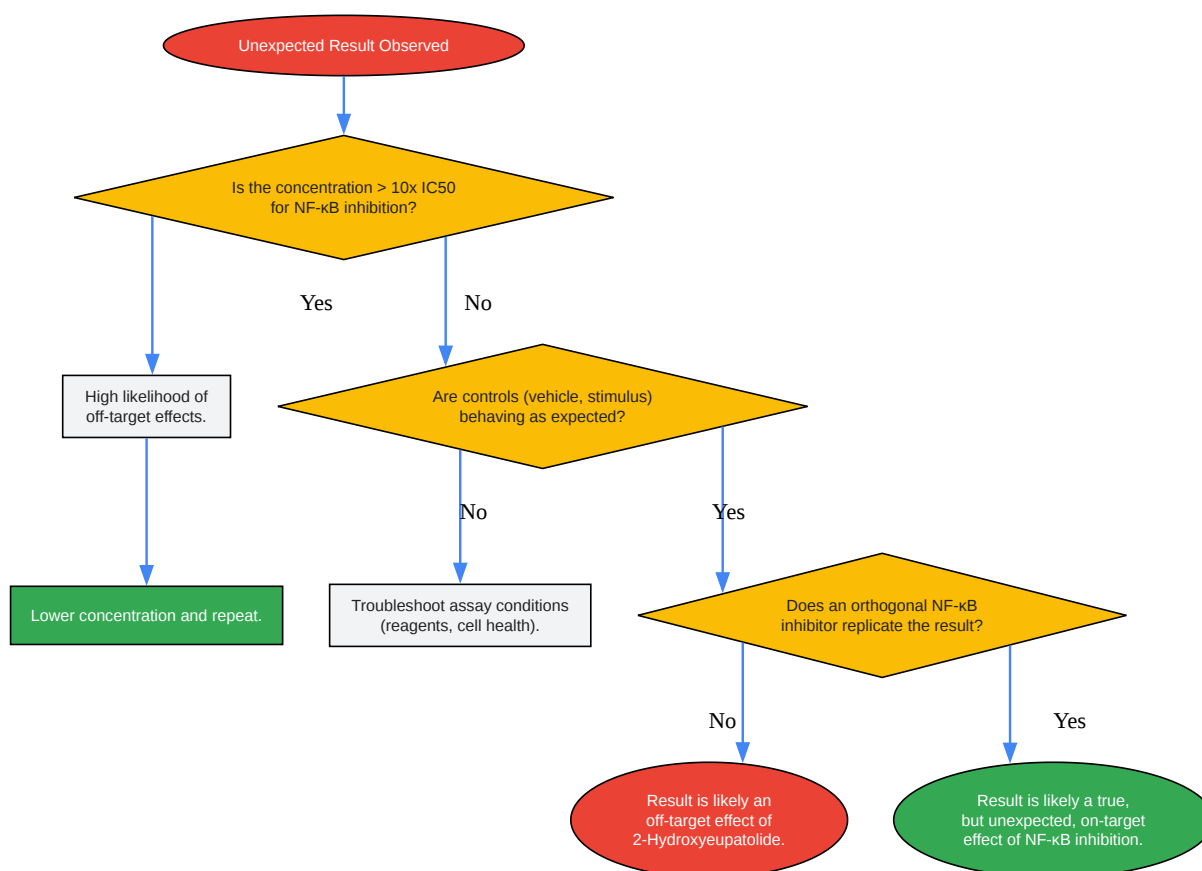 Unexpected Result Observed
Is the concentration > 10x IC50
for NF-κB inhibition?
Yes
No
High likelihood of
off-target effects.
Are controls (vehicle, stimulus)
behaving as expected?
No
Yes
Lower concentration and repeat.
Troubleshoot assay conditions
(reagents, cell health).
Does an orthogonal NF-κB
inhibitor replicate the result?
No
Yes
Result is likely an
off-target effect of
2-Hydroxyeupatolide.
Result is likely a true,
but unexpected, on-target
effect of NF-κB inhibition.